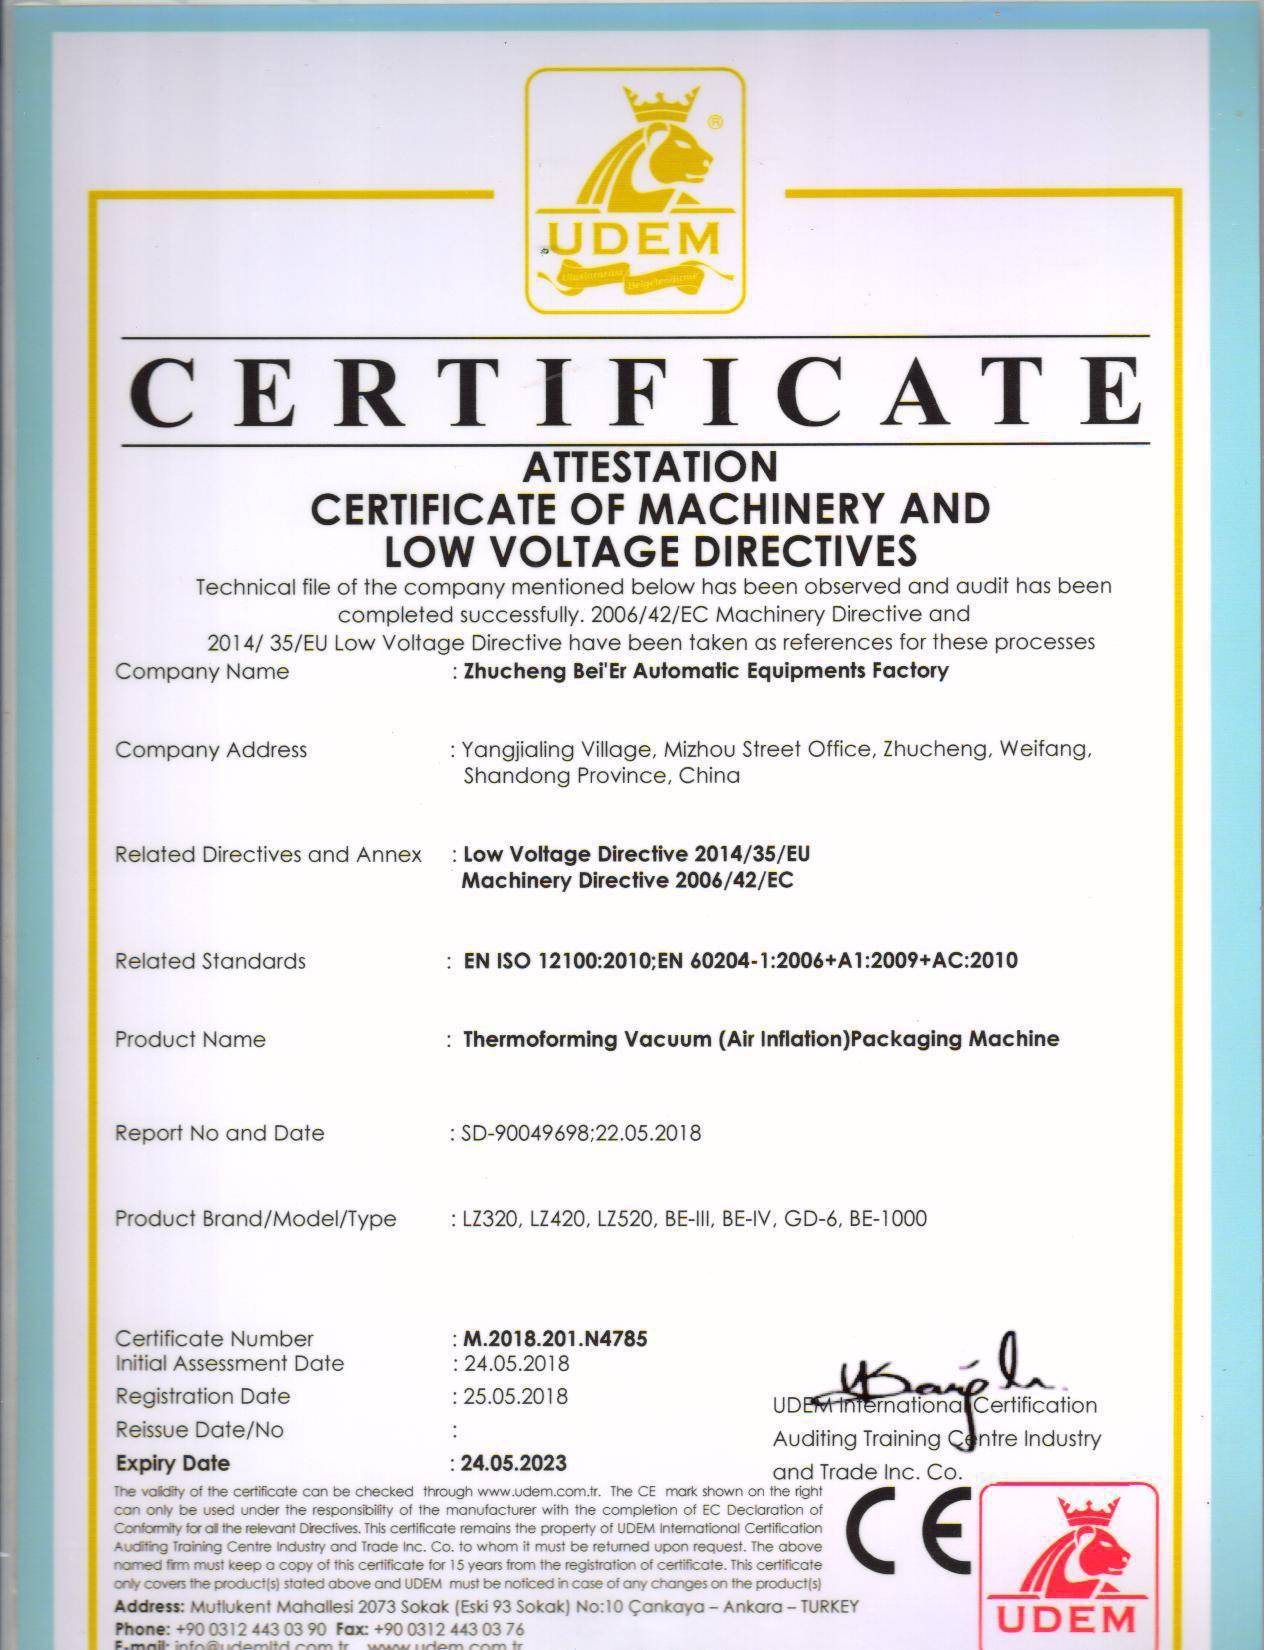 ®
UDEM
Uluslararası
Belgelendirme
CERTIFICATE
ATTESTATION
CERTIFICATE OF MACHINERY AND
LOW VOLTAGE DIRECTIVES
Technical file of the company mentioned below has been observed and audit has been
completed successfully. 2006/42/EC Machinery Directive and
2014/ 35/EU Low Voltage Directive have been taken as references for these processes
Company Name : Zhucheng Bei'Er Automatic Equipments Factory
Company Address : Yangjialing Village, Mizhou Street Office, Zhucheng, Weifang,
Shandong Province, China
Related Directives and Annex : Low Voltage Directive 2014/35/EU
Machinery Directive 2006/42/EC
Related Standards : EN ISO 12100:2010;EN 60204-1:2006+A1:2009+AC:2010
Product Name : Thermoforming Vacuum (Air Inflation)Packaging Machine
Report No and Date : SD-90049698;22.05.2018
Product Brand/Model/Type : LZ320, LZ420, LZ520, BE-III, BE-IV, GD-6, BE-1000
Certificate Number : M.2018.201.N4785
Initial Assessment Date : 24.05.2018
Registration Date : 25.05.2018
Reissue Date/No :
Expiry Date : 24.05.2023
UDEM International Certification
Auditing Training Centre Industry
and Trade Inc. Co.
The validity of the certificate can be checked through www.udem.com.tr. The CE mark shown on the right
can only be used under the responsibility of the manufacturer with the completion of EC Declaration of
Conformity for all the relevant Directives. This certificate remains the property of UDEM International Certification
Auditing Training Centre Industry and Trade Inc. Co. to whom it must be returned upon request. The above
named firm must keep a copy of this certificate for 15 years from the registration of certificate. This certificate
only covers the product(s) stated above and UDEM must be noticed in case of any changes on the product(s)
CE
UDEM
Address: Mutlukent Mahallesi 2073 Sokak (Eski 93 Sokak) No:10 Çankaya – Ankara – TURKEY
Phone: +90 0312 443 03 90 Fax: +90 0312 443 03 76
E-mail: info@udemltd.com.tr www.udem.com.tr